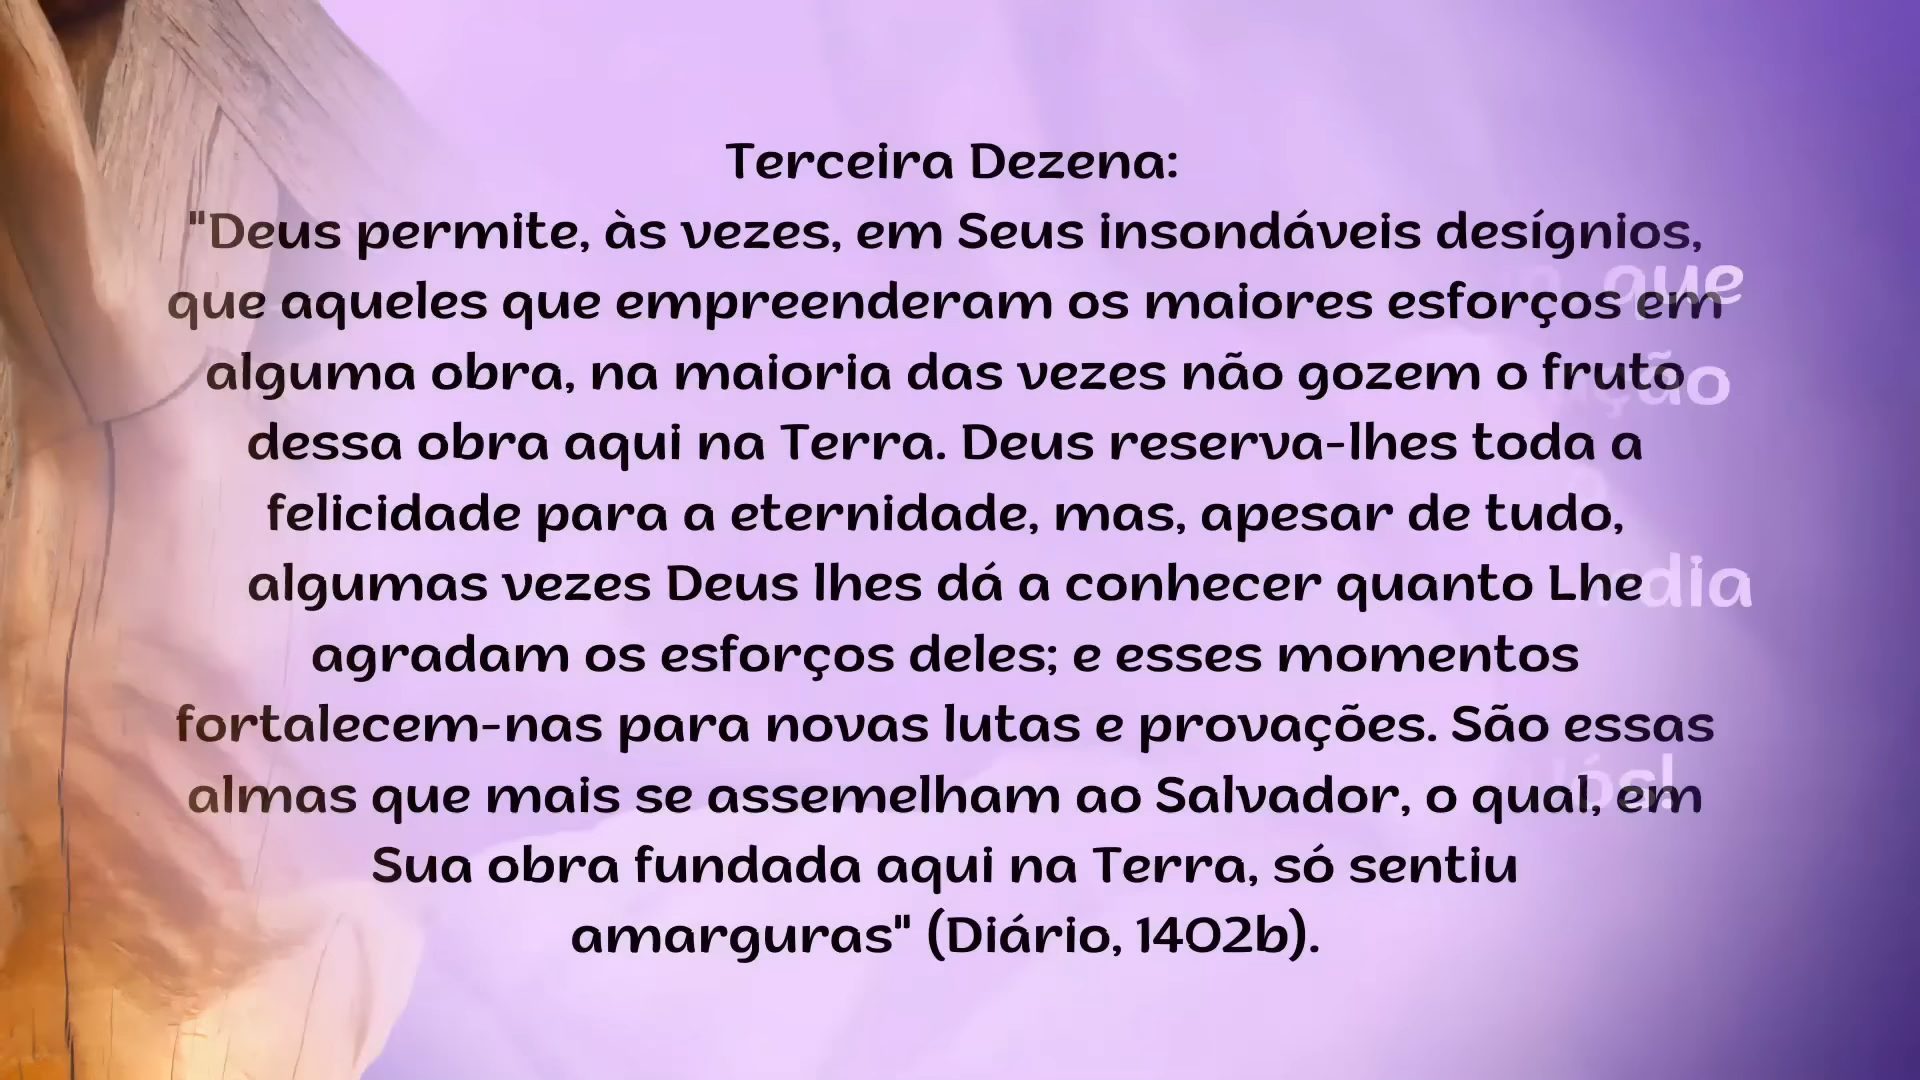 Terceira Dezena:
"Deus permite, às vezes, em Seus insondáveis desígnios,
que aqueles que empreenderam os maiores esforços em
alguma obra, na maioria das vezes não gozem o fruto
dessa obra aqui na Terra. Deus reserva-lhes toda a
felicidade para a eternidade, mas, apesar de tudo,
algumas vezes Deus lhes dá a conhecer quanto Lhe
agradam os esforços deles; e esses momentos
fortalecem-nas para novas lutas e provações. São essas
almas que mais se assemelham ao Salvador, o qual, em
Sua obra fundada aqui na Terra, só sentiu
amarguras" (Diário, 1402b).
que